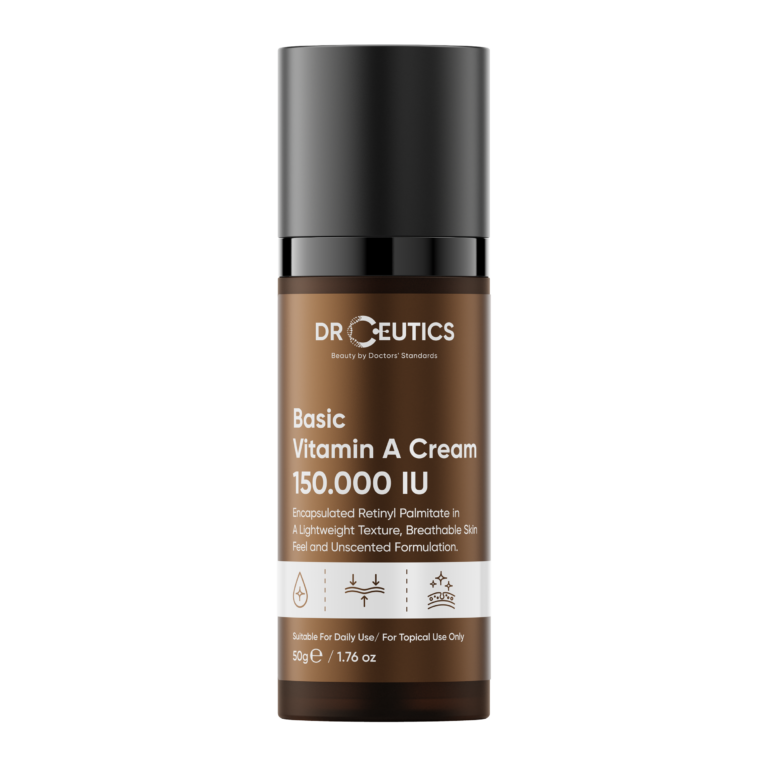 DR CEUTICS
Beauty by Doctors' Standards
Basic
Vitamin A Cream
150.000 IU
Encapsulated Retinyl Palmitate in
A Lightweight Texture, Breathable Skin
Feel and Unscented Formulation.
Suitable For Daily Use/ For Topical Use Only
50g℮ / 1.76 oz